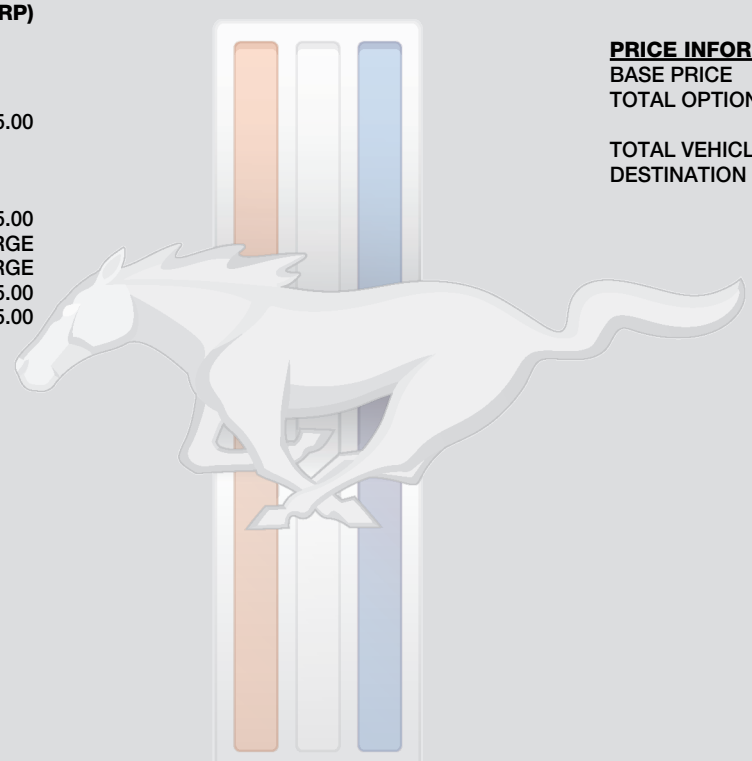 RP)
5.00
5.00
RGE
RGE
5.00
5.00
PRICE INFOR
BASE PRICE
TOTAL OPTION
TOTAL VEHICL
DESTINATION